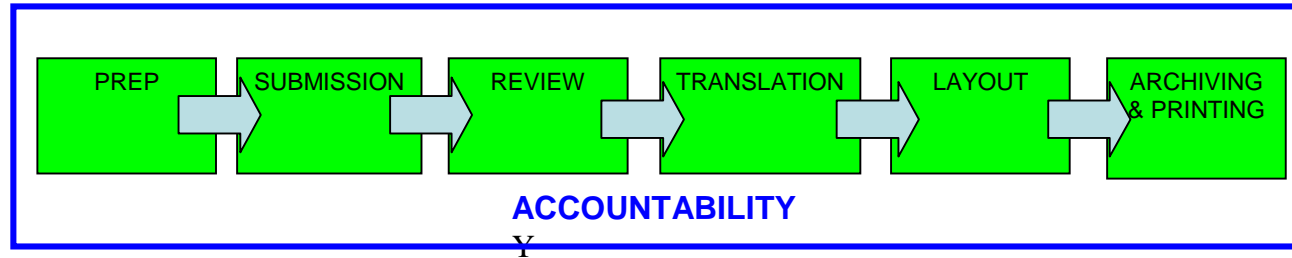 PREP
SUBMISSION
REVIEW
TRANSLATION
LAYOUT
ARCHIVING
& PRINTING
ACCOUNTABILITY
Y